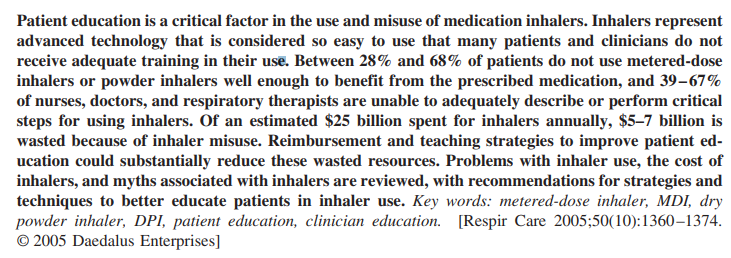 Patient education is a critical factor in the use and misuse of medication inhalers. Inhalers represent
advanced technology that is considered so easy to use that many patients and clinicians do not
receive adequate training in their use. Between 28% and 68% of patients do not use metered-dose
inhalers or powder inhalers well enough to benefit from the prescribed medication, and 39–67%
of nurses, doctors, and respiratory therapists are unable to adequately describe or perform critical
steps for using inhalers. Of an estimated $25 billion spent for inhalers annually, $5–7 billion is
wasted because of inhaler misuse. Reimbursement and teaching strategies to improve patient ed-
ucation could substantially reduce these wasted resources. Problems with inhaler use, the cost of
inhalers, and myths associated with inhalers are reviewed, with recommendations for strategies and
techniques to better educate patients in inhaler use. Key words: metered-dose inhaler, MDI, dry
powder inhaler, DPI, patient education, clinician education. [Respir Care 2005;50(10):1360–1374.
© 2005 Daedalus Enterprises]